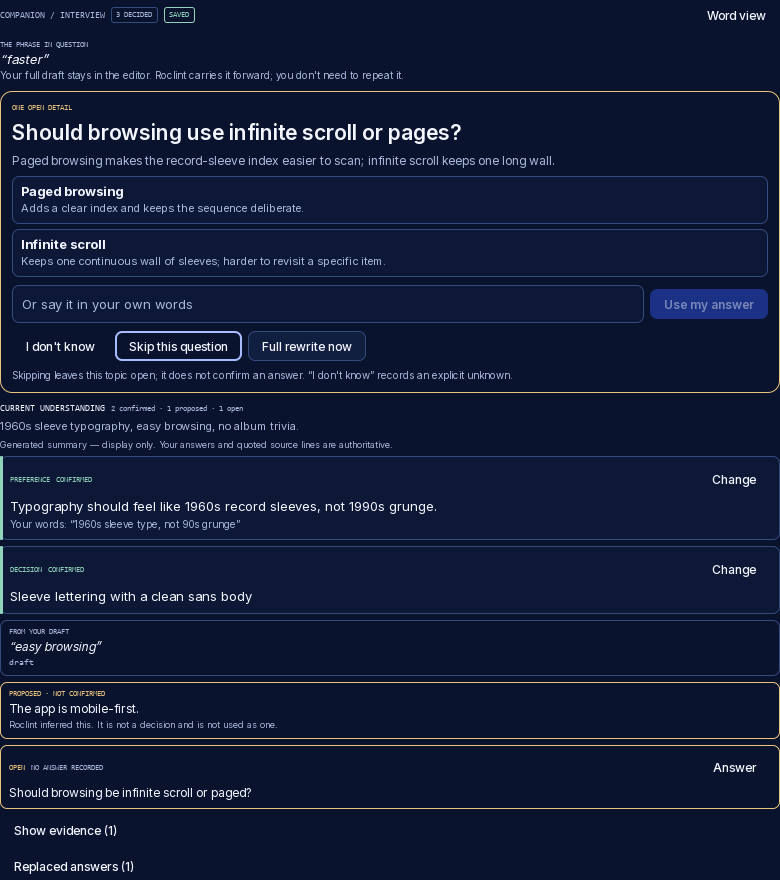 COMPANION / INTERVIEW 3 DECIDED SAVED Word view
THE PHRASE IN QUESTION
“faster”
Your full draft stays in the editor. Roclint carries it forward; you don't need to repeat it.
ONE OPEN DETAIL
Should browsing use infinite scroll or pages?
Paged browsing makes the record-sleeve index easier to scan; infinite scroll keeps one long wall.
Paged browsing
Adds a clear index and keeps the sequence deliberate.
Infinite scroll
Keeps one continuous wall of sleeves; harder to revisit a specific item.
Or say it in your own words Use my answer
I don't know Skip this question Full rewrite now
Skipping leaves this topic open; it does not confirm an answer. “I don't know” records an explicit unknown.
CURRENT UNDERSTANDING 2 confirmed · 1 proposed · 1 open
1960s sleeve typography, easy browsing, no album trivia.
Generated summary — display only. Your answers and quoted source lines are authoritative.
PREFERENCE CONFIRMED Change
Typography should feel like 1960s record sleeves, not 1990s grunge.
Your words: “1960s sleeve type, not 90s grunge”
DECISION CONFIRMED Change
Sleeve lettering with a clean sans body
FROM YOUR DRAFT
“easy browsing”
draft
PROPOSED · NOT CONFIRMED
The app is mobile-first.
Roclint inferred this. It is not a decision and is not used as one.
OPEN NO ANSWER RECORDED Answer
Should browsing be infinite scroll or paged?
Show evidence (1)
Replaced answers (1)